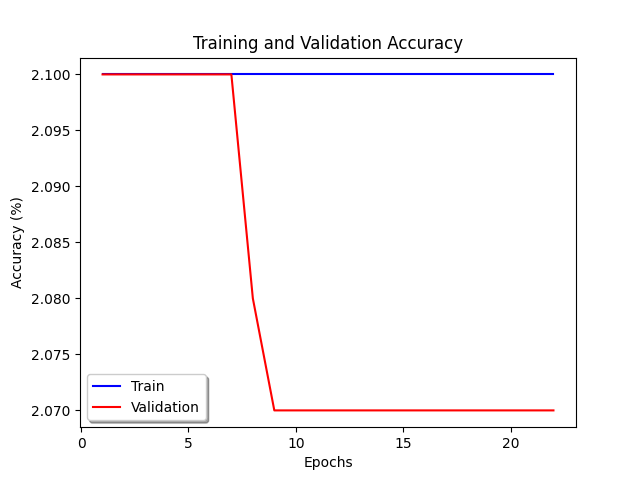 Training and Validation Accuracy
Accuracy (%)
2.100
2.095
2.090
2.085
2.080
2.075
2.070
Train
Validation
0 5 10 15 20
Epochs